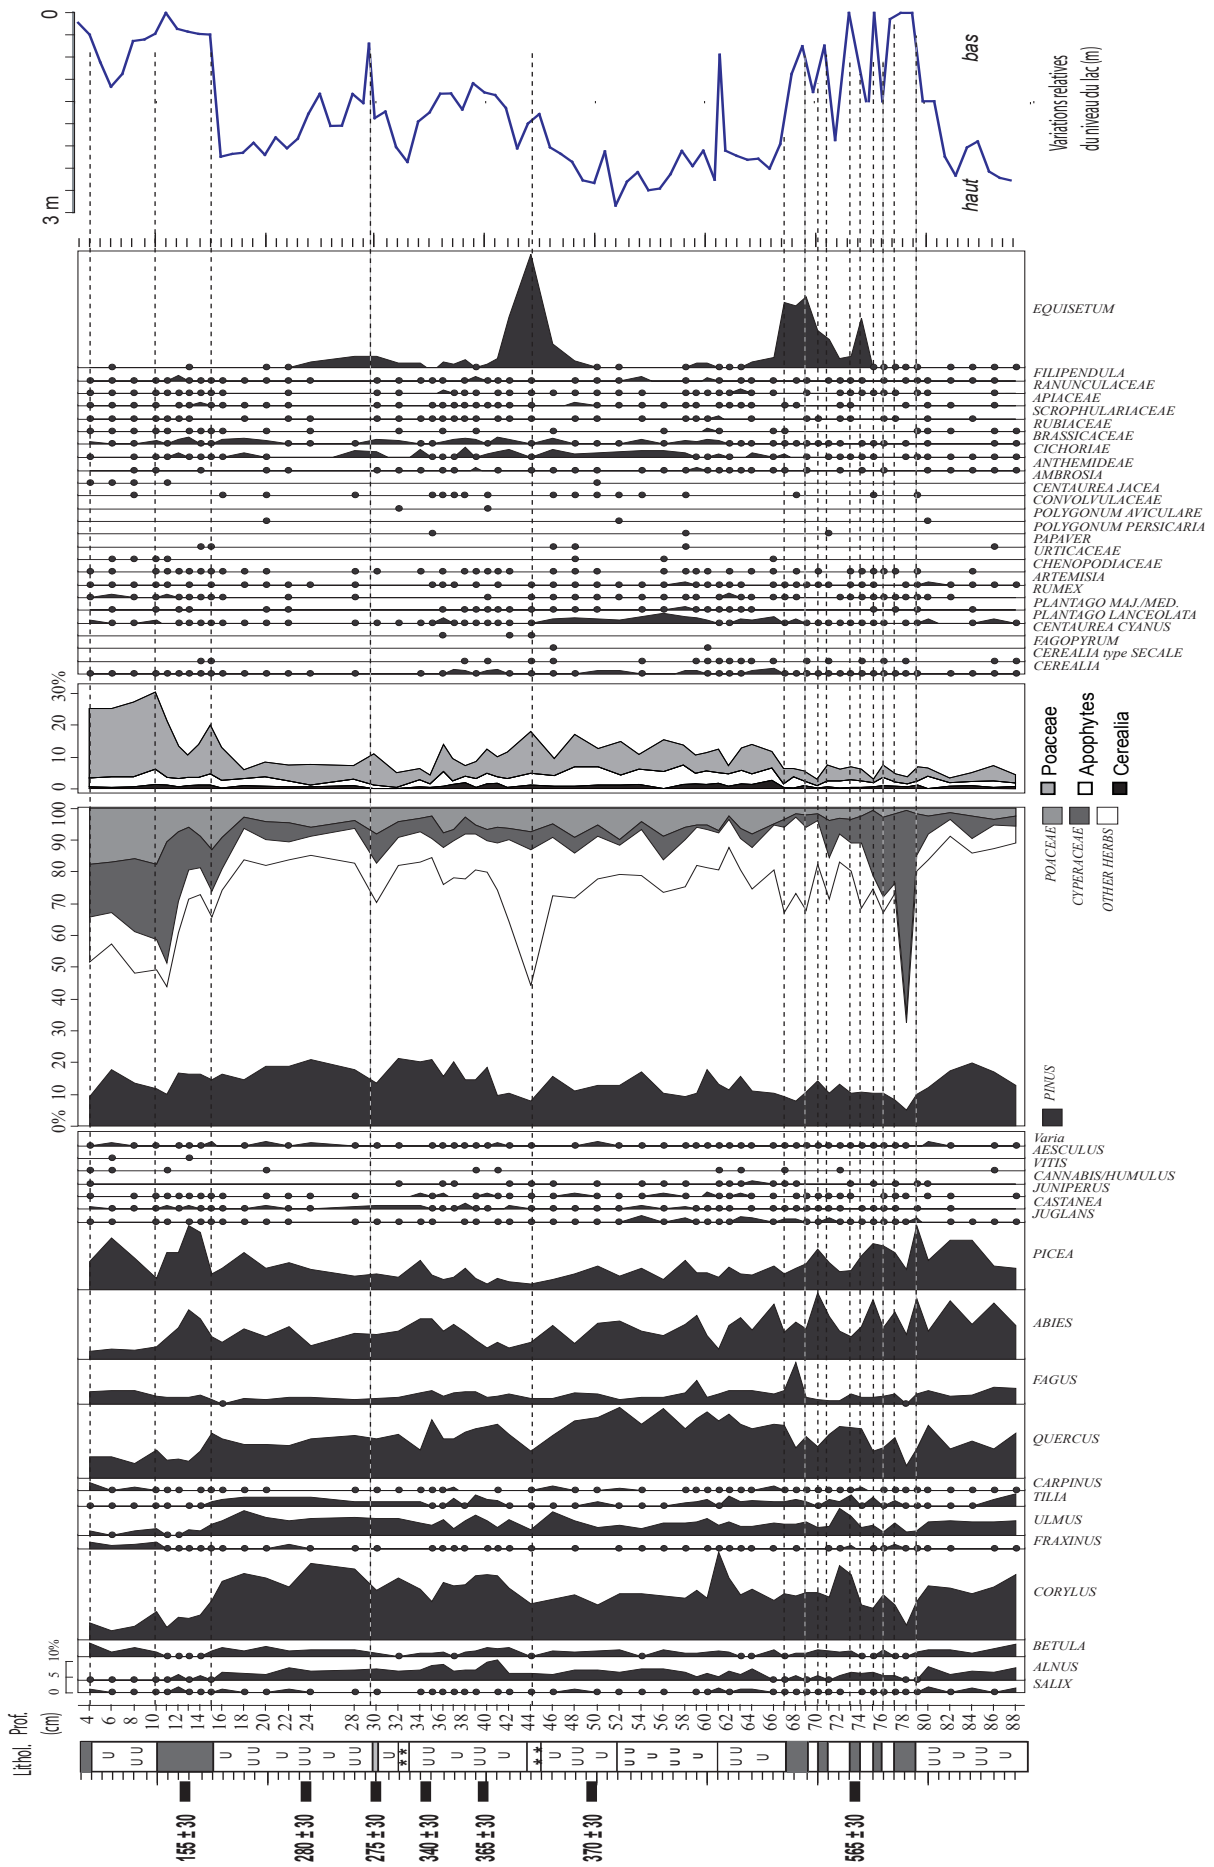 0
3 m
bas
haut
Variations relatives
du niveau du lac (m)
EQUISETUM
FILIPENDULA
RANUNCULACEAE
APIACEAE
SCROPHULARIACEAE
RUBIACEAE
BRASSICACEAE
CICHORIAE
ANTHEMIDEAE
AMBROSIA
CENTAUREA JACEA
CONVOLVULACEAE
POLYGONUM AVICULARE
POLYGONUM PERSICARIA
PAPAVER
URTICACEAE
CHENOPODIACEAE
ARTEMISIA
RUMEX
PLANTAGO MAJ./MED.
PLANTAGO LANCEOLATA
CENTAUREA CYANUS
FAGOPYRUM
CEREALIA type SECALE
CEREALIA
30%
20
10
0
Poaceae
Apophytes
Cerealia
100
90
80
70
60
50
40
30
20
10
0%
POACEAE
CYPERACEAE
OTHER HERBS
PINUS
Varia
AESCULUS
VITIS
CANNABIS/HUMULUS
JUNIPERUS
CASTANEA
JUGLANS
PICEA
ABIES
FAGUS
QUERCUS
CARPINUS
TILIA
ULMUS
FRAXINUS
CORYLUS
BETULA
ALNUS
SALIX
10%
5
0
Prof.
(cm)
4 6 8 10 12 14 16 18 20 22 24 28 30 32 34 36 38 40 42 44 46 48 50 52 54 56 58 60 62 64 66 68 70 72 74 76 78 80 82 84 86 88
Lithol.
U U U U U U U U U U U U U U U U U U U U U U U U U U U U U U U U U U U U U U U U U U
** **
155 ± 30
280 ± 30
275 ± 30
340 ± 30
365 ± 30
370 ± 30
565 ± 30